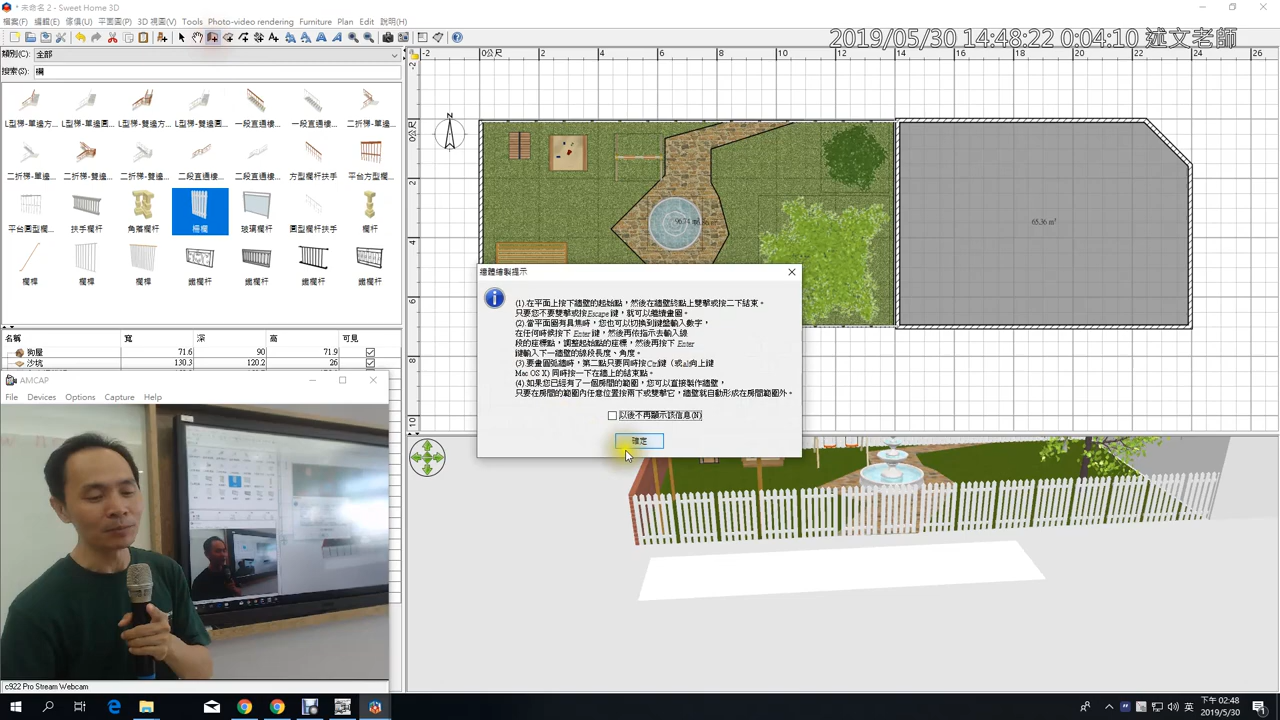 * 未命名 2 - Sweet Home 3D
檔案(F) 編輯(E) 傢俱(U) 平面圖(P) 3D 視圖(V) Tools Photo-video rendering Furniture Plan Edit 說明(H)
2019/05/30 14:48:22 0:04:10 述文老師
類別(C): 全部
搜索(S): 欄
-2 0公尺 2 4 6 8 10 12 14 16 18 20 22 24 26
-2
0公尺
2
4
6
8
10
N
L型梯-單邊方... L型梯-單邊圓... L型梯-雙邊方... L型梯-雙邊圓... 一段直通樓... 一段直通樓... 二折梯-單邊...
二折梯-單邊... 二折梯-雙邊... 二折梯-雙邊... 二段直通樓... 二段直通樓... 方型欄杆扶手 平台方型欄...
平台圓型欄... 扶手欄杆 角落欄杆 柵欄 玻璃欄杆 圓型欄杆扶手 欄杆
欄桿 欄桿 欄桿 鐵欄杆 鐵欄杆 鐵欄杆 鐵欄杆
65.36 m²
名稱 寬 深 高 可見
狗屋 71.6 90 71.9
沙坑 130.3 120.2 26
牆體繪製提示
(1).在平面上按下牆壁的起始點，然後在牆壁終點上雙擊或按二下結束。
只要您不要雙擊或按Escape 鍵，就可以繼續畫圖。
(2).當平面圖有具焦時，您也可以切換到鍵盤輸入數字，
在任何時候按下 Enter 鍵，然後再依指示去輸入線
段的座標點，調整起始點的座標，然後再按下 Enter
鍵輸入下一牆壁的線段長度、角度。
(3).要畫圓弧牆時，第二點只要同時按Ctrl鍵（或alt向上鍵
Mac OS X) 同時按一下在牆上的結束點。
(4).如果您已經有了一個房間的範圍，您可以直接製作牆壁，
只要在房間的範圍內任意位置按兩下或雙擊它，牆壁就自動形成在房間範圍外。
以後不再顯示該信息(N)
確定
AMCAP
File Devices Options Capture Help
c922 Pro Stream Webcam
英
下午 02:48
2019/5/30
1